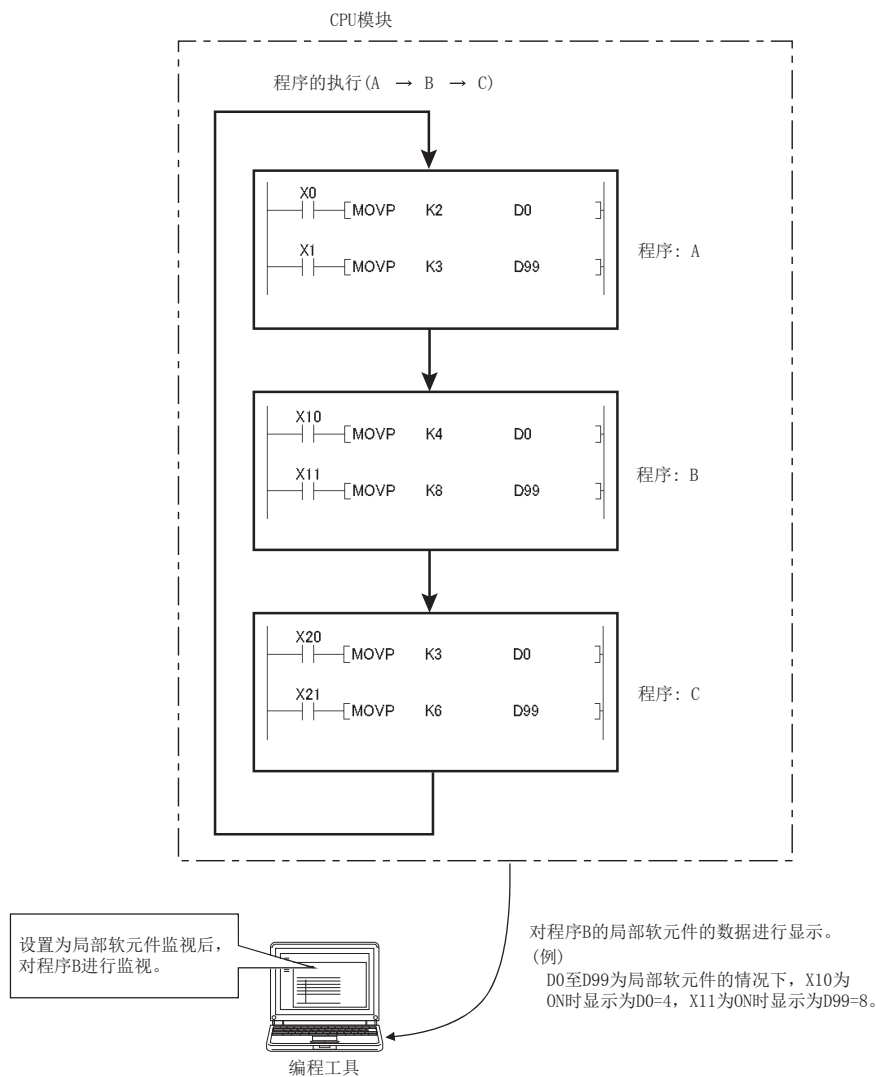 CPU模块
程序的执行(A → B → C)
X0
[MOVP K2 D0 ]
X1
[MOVP K3 D99 ]
程序: A
X10
[MOVP K4 D0 ]
X11
[MOVP K8 D99 ]
程序: B
X20
[MOVP K3 D0 ]
X21
[MOVP K6 D99 ]
程序: C
设置为局部软元件监视后，
对程序B进行监视。
编程工具
对程序B的局部软元件的数据进行显示。
(例)
D0至D99为局部软元件的情况下，X10为
ON时显示为D0=4，X11为ON时显示为D99=8。